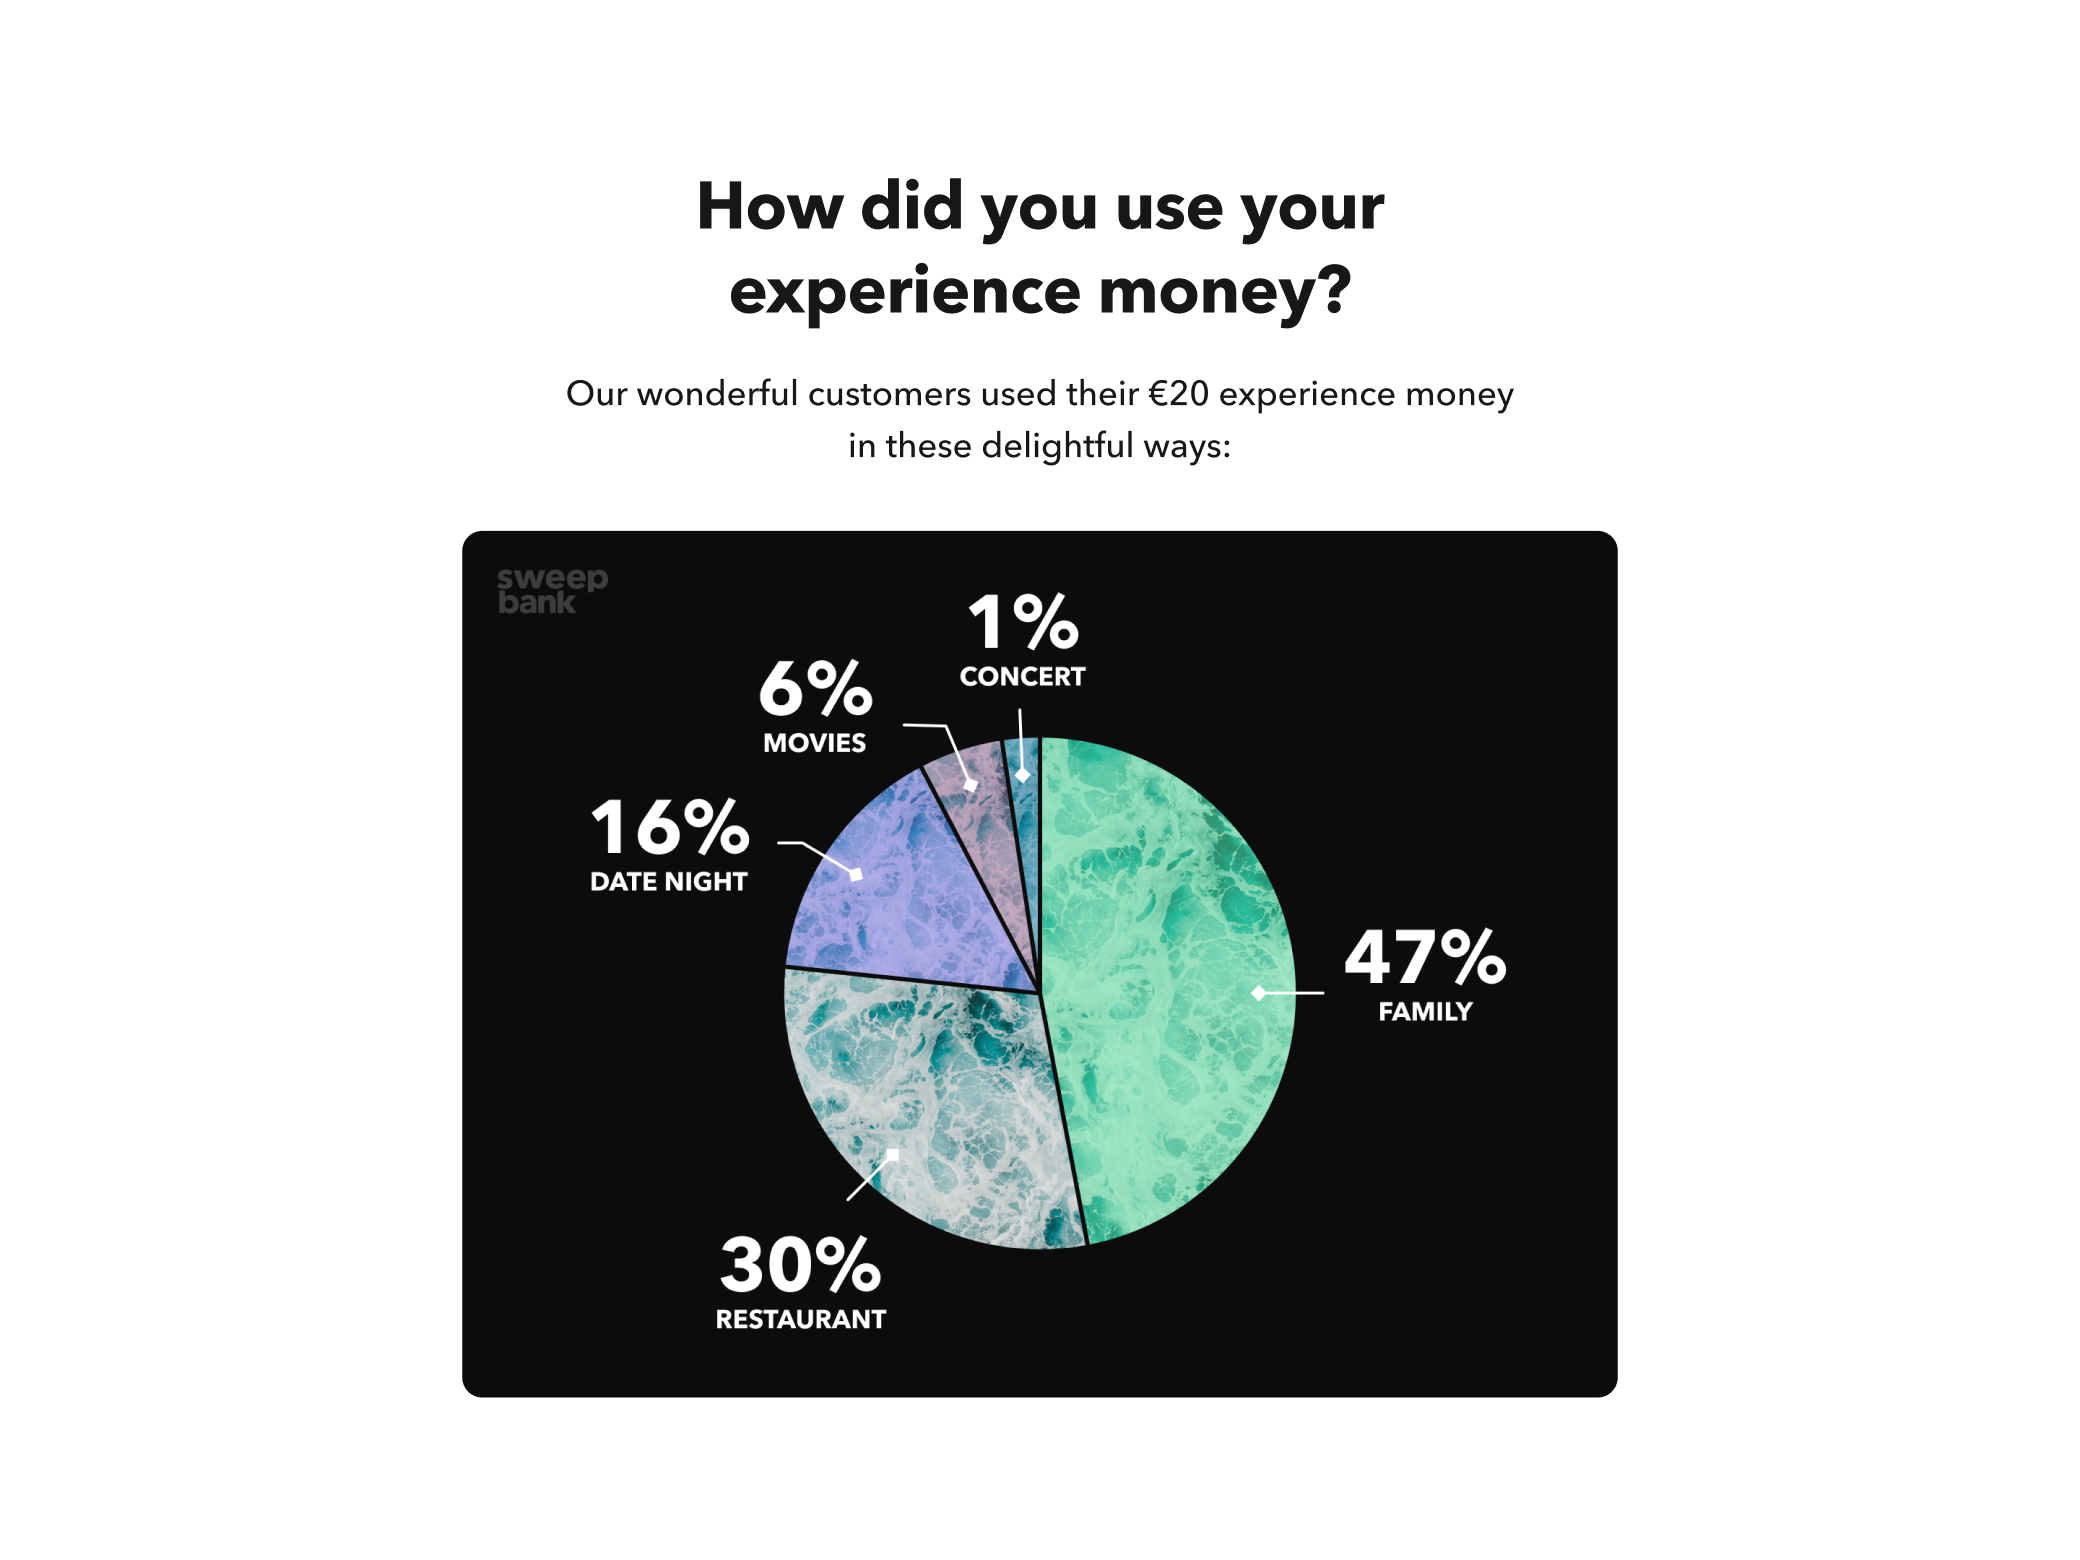 How did you use your
experience money?
Our wonderful customers used their €20 experience money
in these delightful ways:
sweep
bank
1%
CONCERT
6%
MOVIES
16%
DATE NIGHT
47%
FAMILY
30%
RESTAURANT